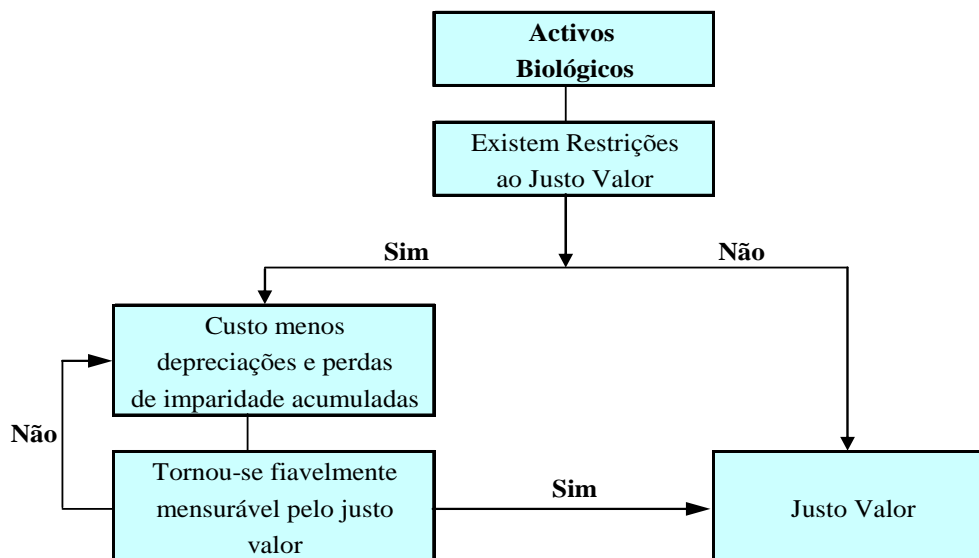 Activos
Biológicos
Existem Restrições
ao Justo Valor
Sim
Não
Custo menos
depreciações e perdas
de imparidade acumuladas
Não
Tornou-se fiavelmente
mensurável pelo justo
valor
Sim
Justo Valor